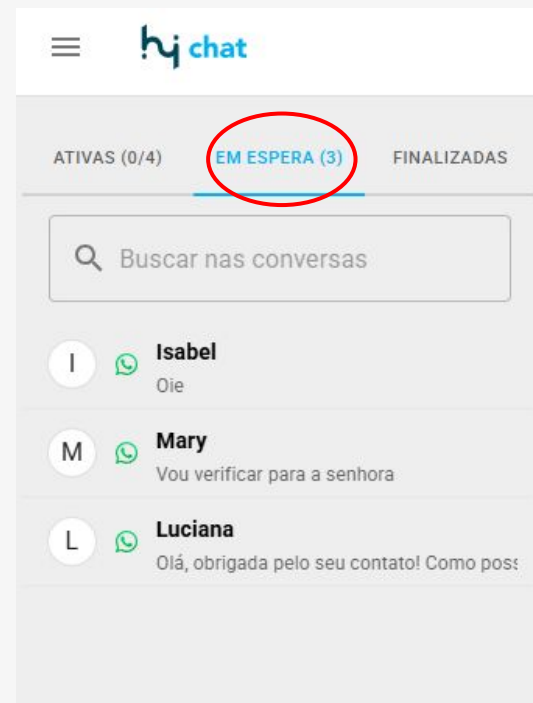 hj chat
ATIVAS (0/4) EM ESPERA (3) FINALIZADAS
Buscar nas conversas
I
Isabel
Oie
M
Mary
Vou verificar para a senhora
L
Luciana
Olá, obrigada pelo seu contato! Como poss